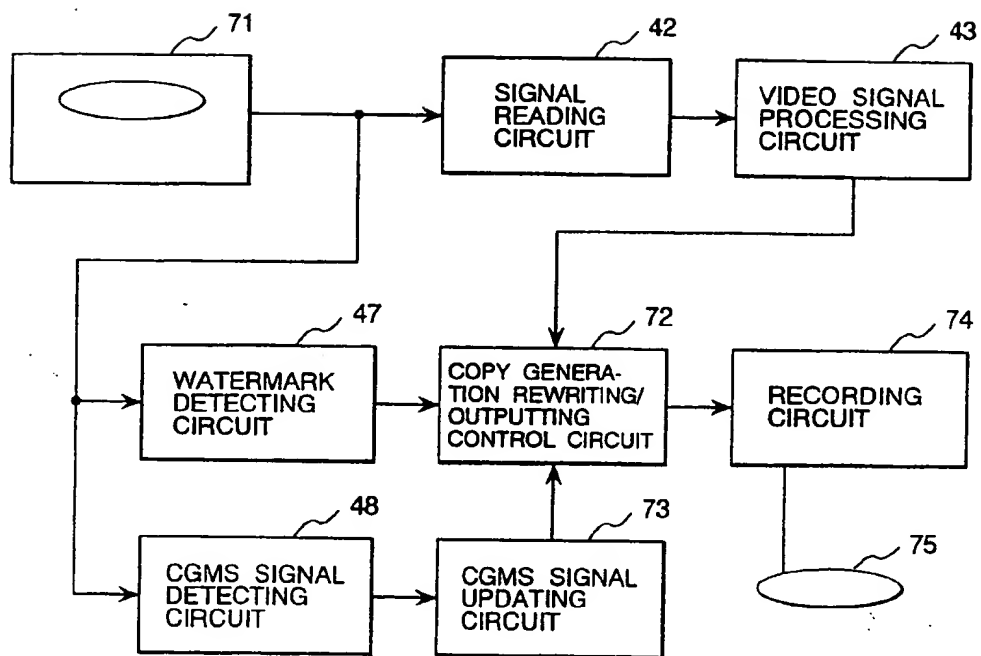 71
42
43
SIGNAL
READING
CIRCUIT
VIDEO SIGNAL
PROCESSING
CIRCUIT
47
72
74
WATERMARK
DETECTING
CIRCUIT
COPY GENERA-
TION REWRITING/
OUTPUTTING
CONTROL CIRCUIT
RECORDING
CIRCUIT
48
73
75
CGMS SIGNAL
DETECTING
CIRCUIT
CGMS SIGNAL
UPDATING
CIRCUIT